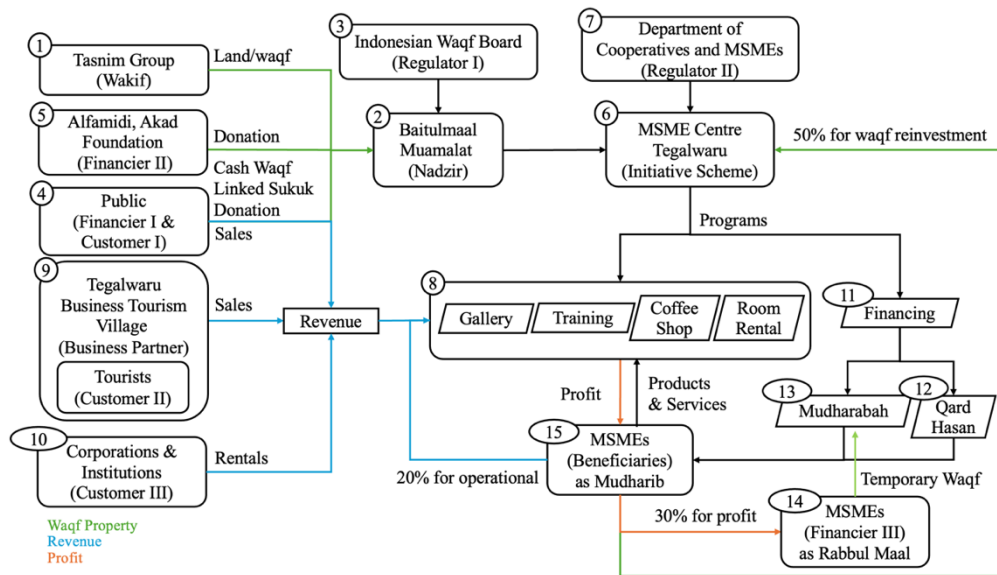 1
Tasnim Group
(Wakif)
Land/waqf
3
Indonesian Waqf Board
(Regulator I)
7
Department of
Cooperatives and MSMEs
(Regulator II)
5
Alfamidi, Akad
Foundation
(Financier II)
Donation
2
Baitulmaal
Muamalat
(Nadzir)
6
MSME Centre
Tegalwaru
(Initiative Scheme)
50% for waqf reinvestment
4
Public
(Financier I &
Customer I)
Cash Waqf
Linked Sukuk
Donation
Sales
Programs
9
Tegalwaru
Business Tourism
Village
(Business Partner)
Tourists
(Customer II)
Sales
Revenue
8
Gallery
Training
Coffee
Shop
Room
Rental
11
Financing
13
Mudharabah
12
Qard
Hasan
Profit
Products
& Services
10
Corporations &
Institutions
(Customer III)
Rentals
20% for operational
15
MSMEs
(Beneficiaries)
as Mudharib
Temporary Waqf
30% for profit
14
MSMEs
(Financier III)
as Rabbul Maal
Waqf Property
Revenue
Profit